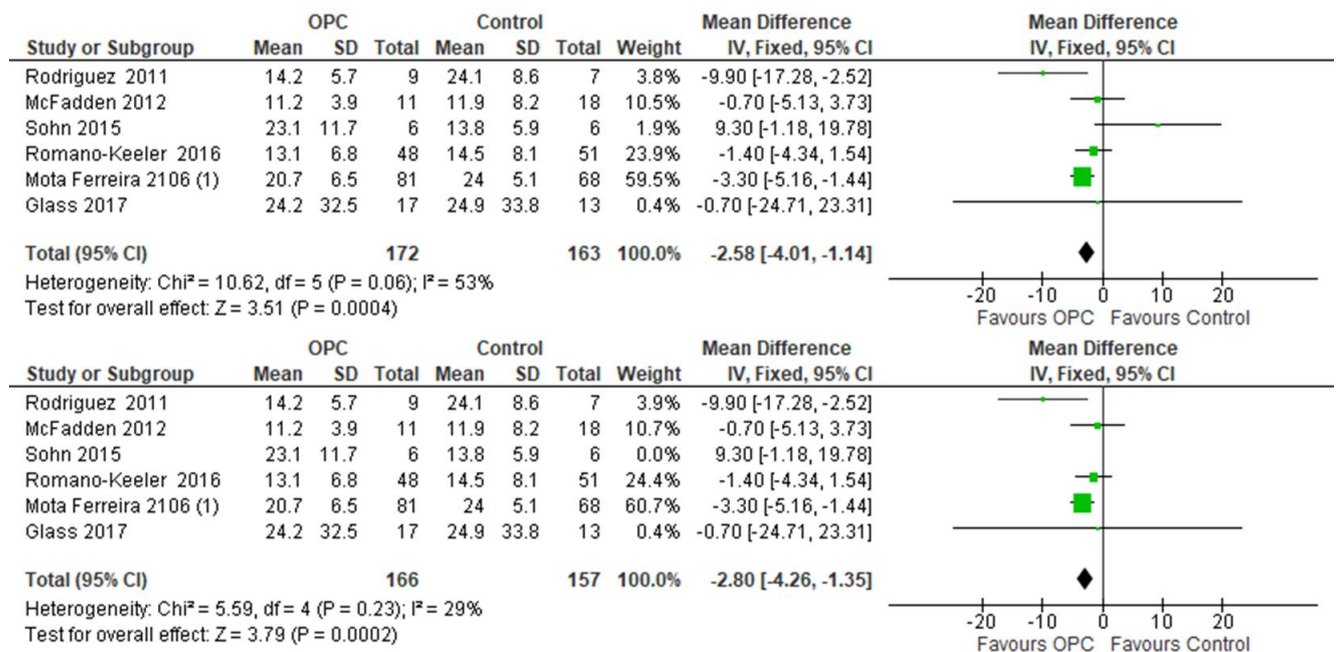 OPC Control Mean Difference Mean Difference
Study or Subgroup Mean SD Total Mean SD Total Weight IV, Fixed, 95% CI IV, Fixed, 95% CI
Rodriguez 2011 14.2 5.7 9 24.1 8.6 7 3.8% -9.90 [-17.28, -2.52]
McFadden 2012 11.2 3.9 11 11.9 8.2 18 10.5% -0.70 [-5.13, 3.73]
Sohn 2015 23.1 11.7 6 13.8 5.9 6 1.9% 9.30 [-1.18, 19.78]
Romano-Keeler 2016 13.1 6.8 48 14.5 8.1 51 23.9% -1.40 [-4.34, 1.54]
Mota Ferreira 2106 (1) 20.7 6.5 81 24 5.1 68 59.5% -3.30 [-5.16, -1.44]
Glass 2017 24.2 32.5 17 24.9 33.8 13 0.4% -0.70 [-24.71, 23.31]
Total (95% CI) 172 163 100.0% -2.58 [-4.01, -1.14]
Heterogeneity: Chi² = 10.62, df = 5 (P = 0.06); I² = 53%
Test for overall effect: Z = 3.51 (P = 0.0004)
-20 -10 0 10 20
Favours OPC Favours Control
OPC Control Mean Difference Mean Difference
Study or Subgroup Mean SD Total Mean SD Total Weight IV, Fixed, 95% CI IV, Fixed, 95% CI
Rodriguez 2011 14.2 5.7 9 24.1 8.6 7 3.9% -9.90 [-17.28, -2.52]
McFadden 2012 11.2 3.9 11 11.9 8.2 18 10.7% -0.70 [-5.13, 3.73]
Sohn 2015 23.1 11.7 6 13.8 5.9 6 0.0% 9.30 [-1.18, 19.78]
Romano-Keeler 2016 13.1 6.8 48 14.5 8.1 51 24.4% -1.40 [-4.34, 1.54]
Mota Ferreira 2106 (1) 20.7 6.5 81 24 5.1 68 60.7% -3.30 [-5.16, -1.44]
Glass 2017 24.2 32.5 17 24.9 33.8 13 0.4% -0.70 [-24.71, 23.31]
Total (95% CI) 166 157 100.0% -2.80 [-4.26, -1.35]
Heterogeneity: Chi² = 5.59, df = 4 (P = 0.23); I² = 29%
Test for overall effect: Z = 3.79 (P = 0.0002)
-20 -10 0 10 20
Favours OPC Favours Control